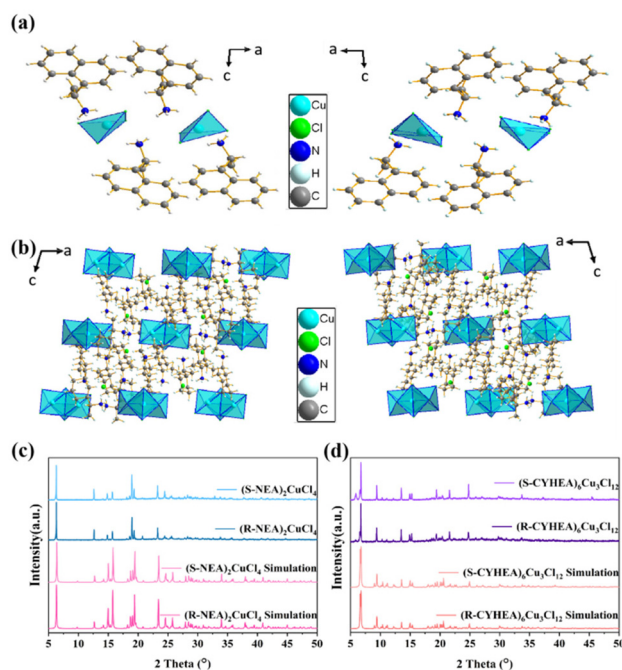 (a)
a
c
a
c
Cu
Cl
N
H
C
(b)
a
c
a
c
Cu
Cl
N
H
C
(c)
Intensity(a.u.)
(S-NEA)₂CuCl₄
(R-NEA)₂CuCl₄
(S-NEA)₂CuCl₄ Simulation
(R-NEA)₂CuCl₄ Simulation
5 10 15 20 25 30 35 40 45 50
2 Theta (°)
(d)
Intensity(a.u.)
(S-CYHEA)₆Cu₃Cl₁₂
(R-CYHEA)₆Cu₃Cl₁₂
(S-CYHEA)₆Cu₃Cl₁₂ Simulation
(R-CYHEA)₆Cu₃Cl₁₂ Simulation
5 10 15 20 25 30 35 40 45 50
2 Theta (°)